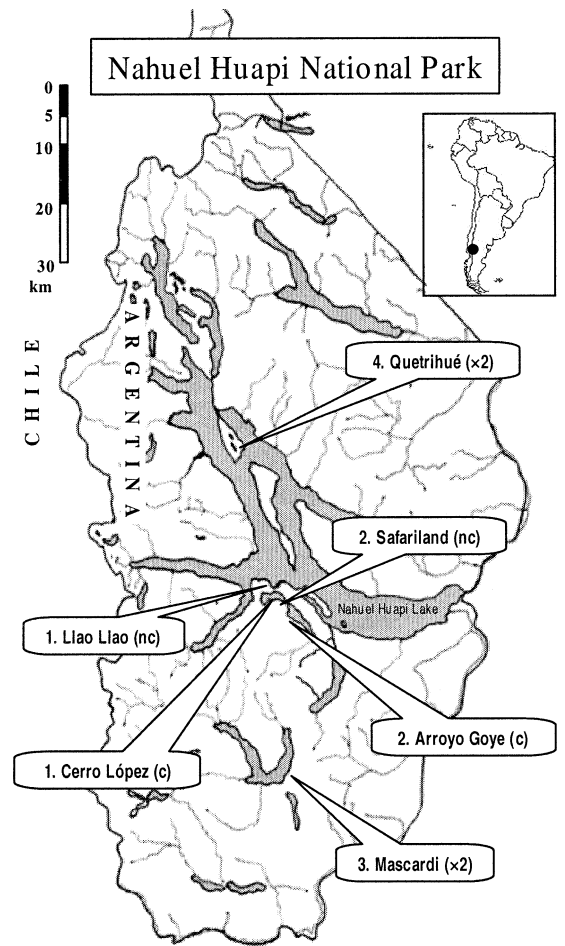 Nahuel Huapi National Park
0
5
10
20
30
km
CHILE
ARGENTINA
4. Quetrihué (×2)
2. Safariland (nc)
Nahuel Huapi Lake
1. Llao Llao (nc)
2. Arroyo Goye (c)
1. Cerro López (c)
3. Mascardi (×2)